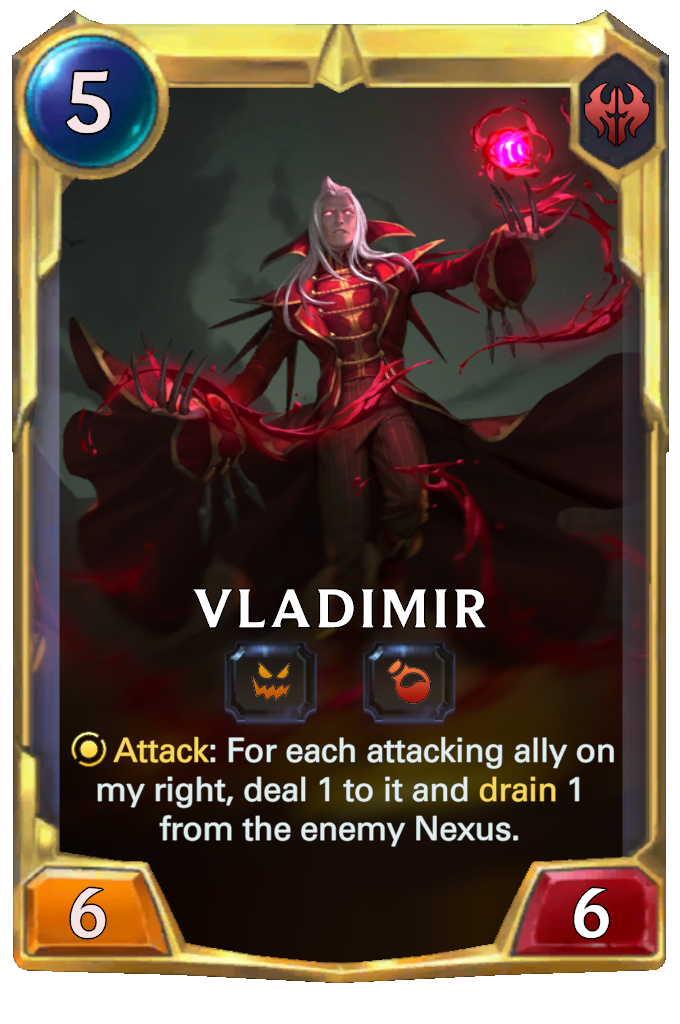 5
VLADIMIR
Attack: For each attacking ally on
my right, deal 1 to it and drain 1
from the enemy Nexus.
6 6